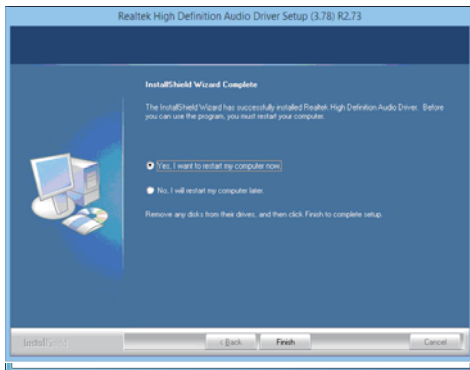 Realtek High Definition Audio Driver Setup (3.78) R2.73
InstallShield Wizard Complete
The InstallShield Wizard has successfully installed Realtek High Definition Audio Driver. Before
you can use the program, you must restart your computer.
Yes, I want to restart my computer now.
No, I will restart my computer later.
Remove any disks from their drives, and then click Finish to complete setup.
InstallShield
< Back
Finish
Cancel